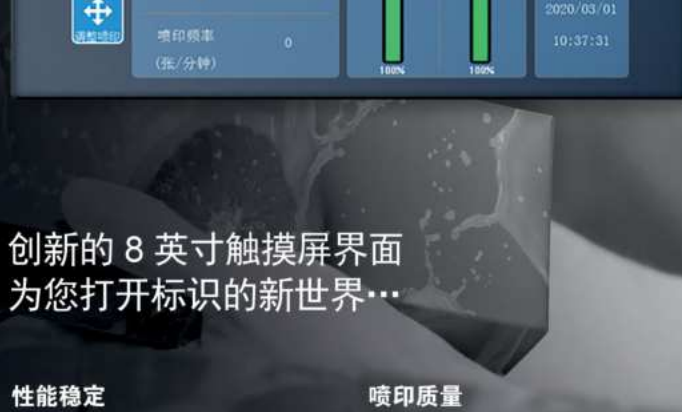 2020/03/01
调整喷印
喷印频率
0
10:37:31
(张/分钟)
100%
100%
创新的 8 英寸触摸屏界面
为您打开标识的新世界…
性能稳定
喷印质量